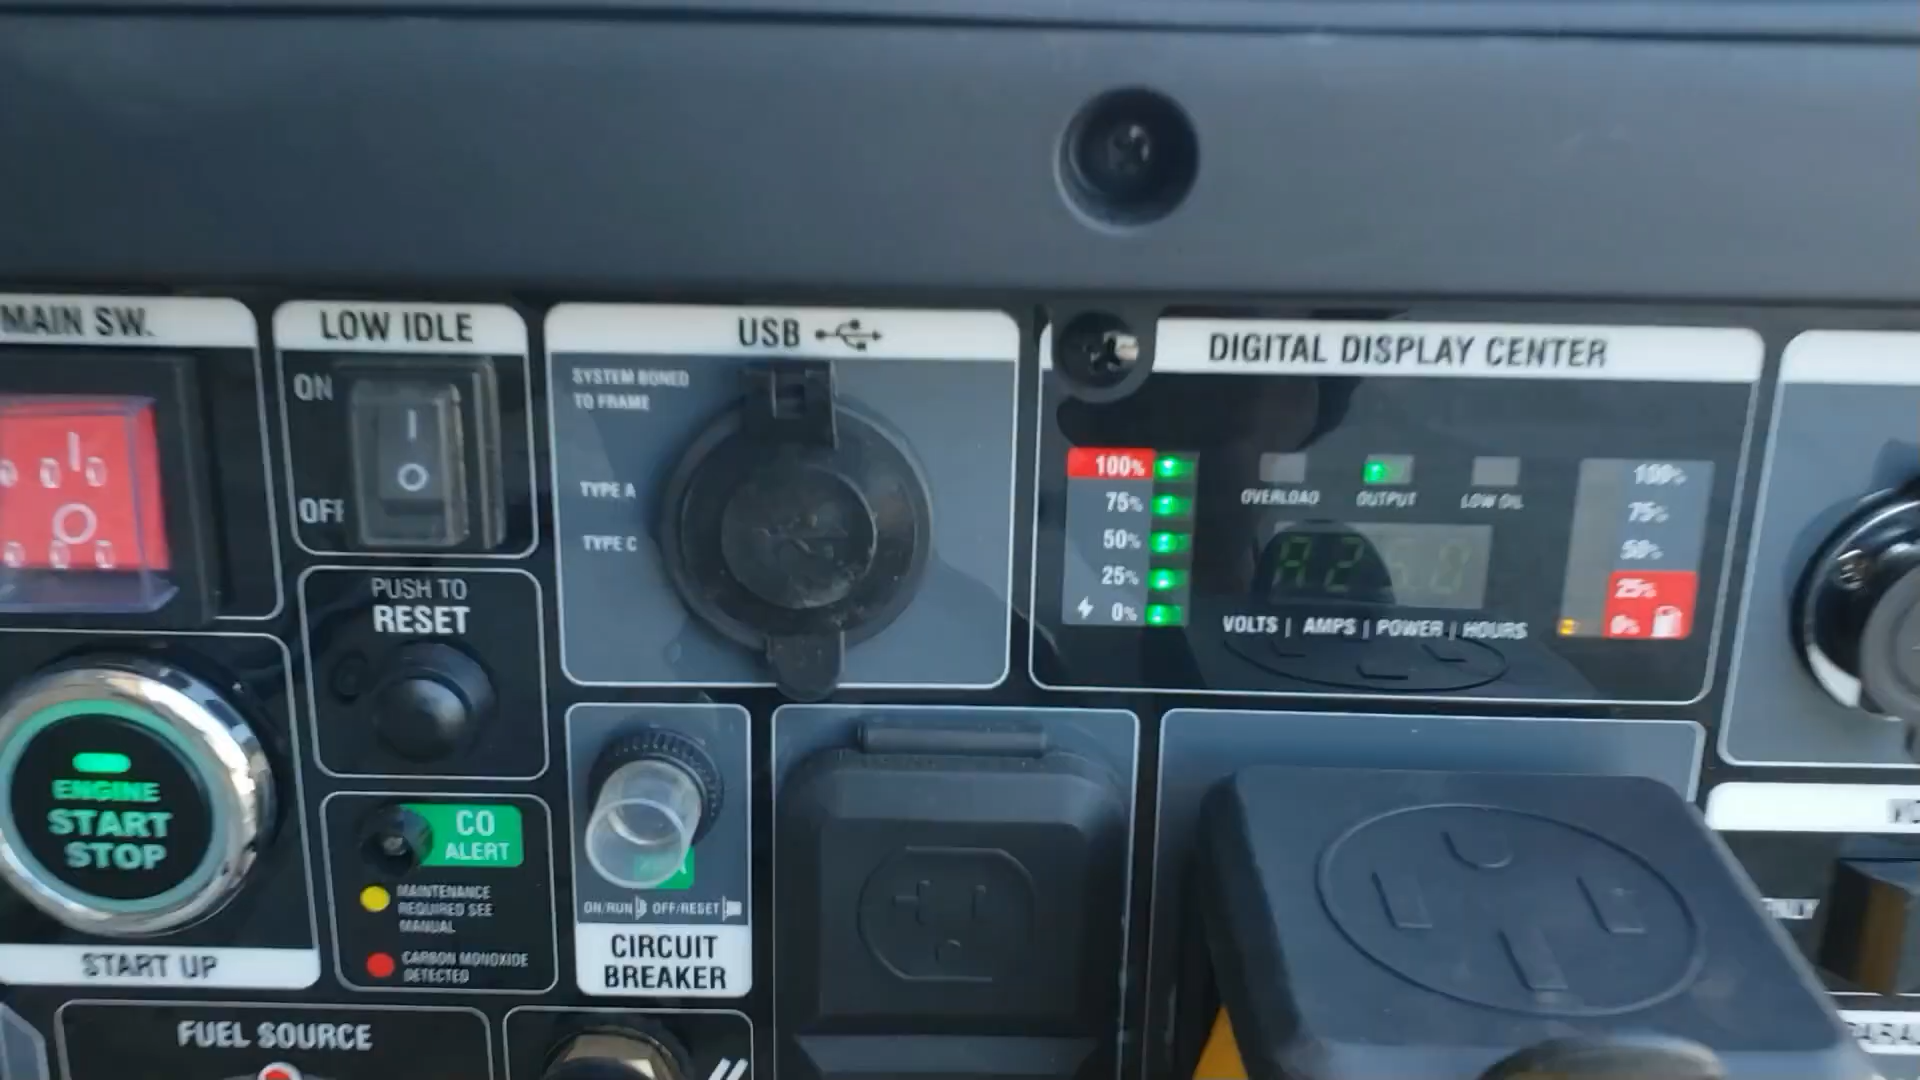 MAIN SW.
LOW IDLE
ON
OFF
USB
SYSTEM BONED
TO FRAME
TYPE A
TYPE C
DIGITAL DISPLAY CENTER
100%
75%
50%
25%
0%
OVERLOAD
OUTPUT
LOW OIL
VOLTS | AMPS | POWER | HOURS
100%
75%
50%
25%
0%
PUSH TO
RESET
ENGINE
START
STOP
START UP
CO
ALERT
MAINTENANCE
REQUIRED SEE
MANUAL
CARBON MONOXIDE
DETECTED
ON/RUN
OFF/RESET
CIRCUIT
BREAKER
FUEL SOURCE